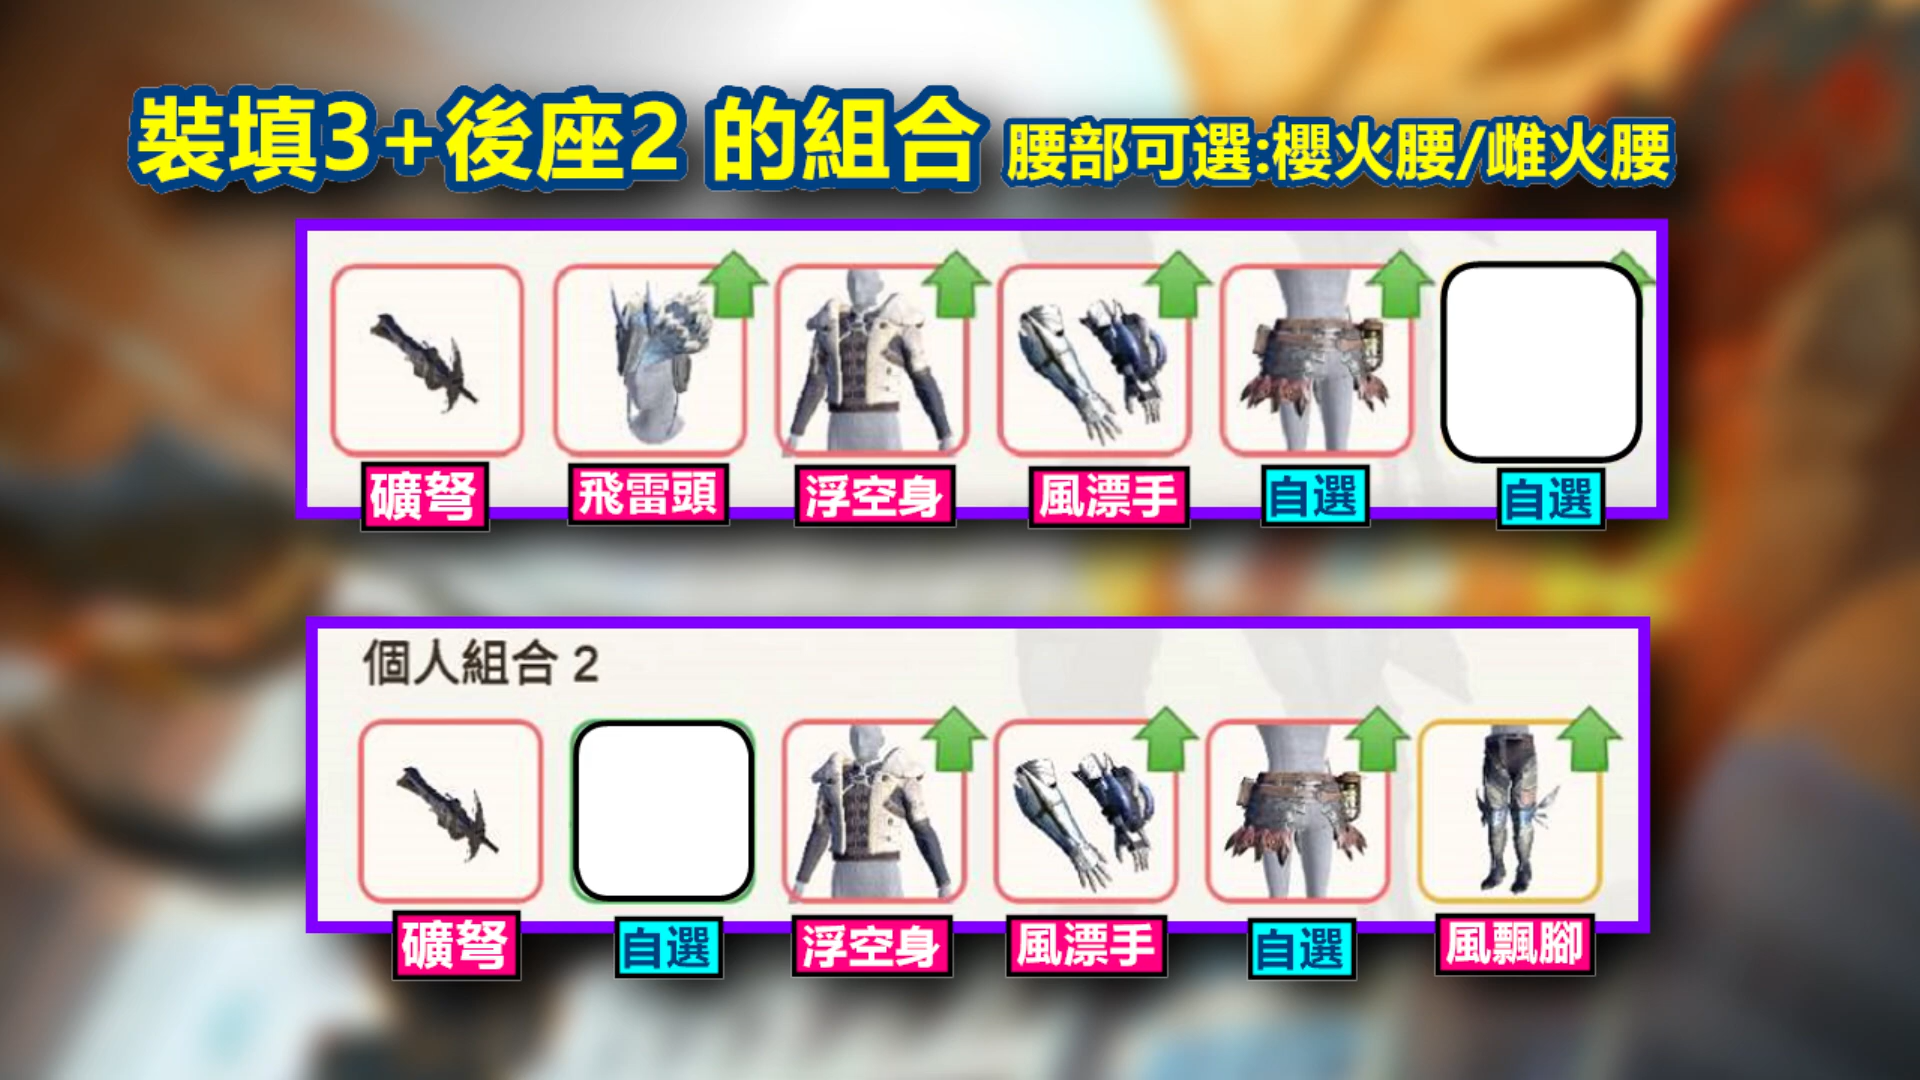 裝填3+後座2 的組合 腰部可選:櫻火腰/雌火腰
礦弩 飛雷頭 浮空身 風漂手 自選 自選
個人組合 2
礦弩 自選 浮空身 風漂手 自選 風飄腳